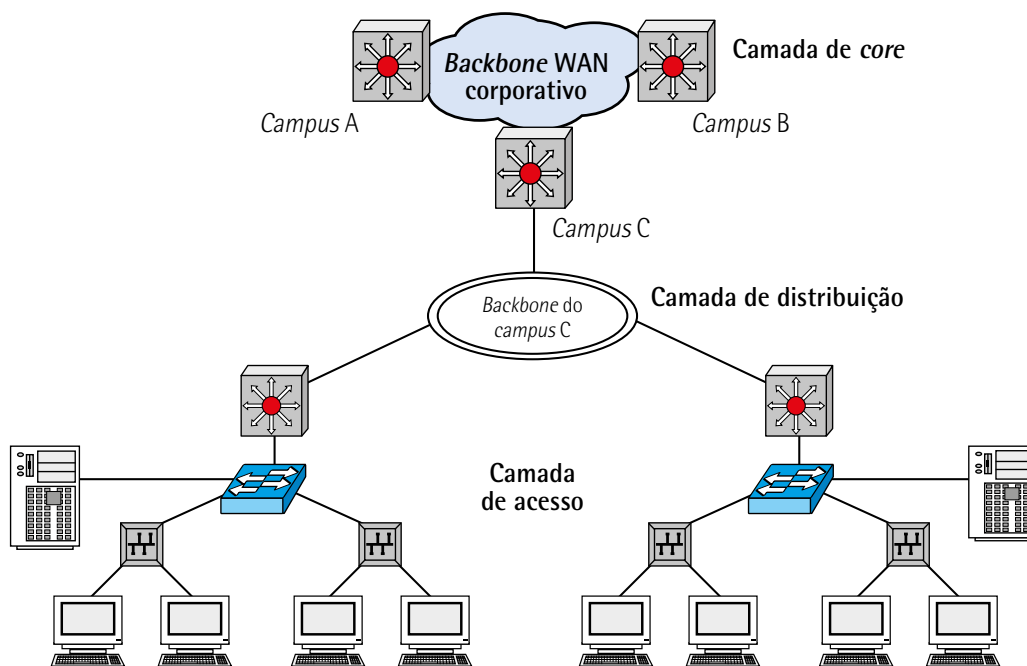 Backbone WAN
corporativo
Camada de core
Campus A
Campus B
Campus C
Backbone do
campus C
Camada de distribuição
Camada
de acesso